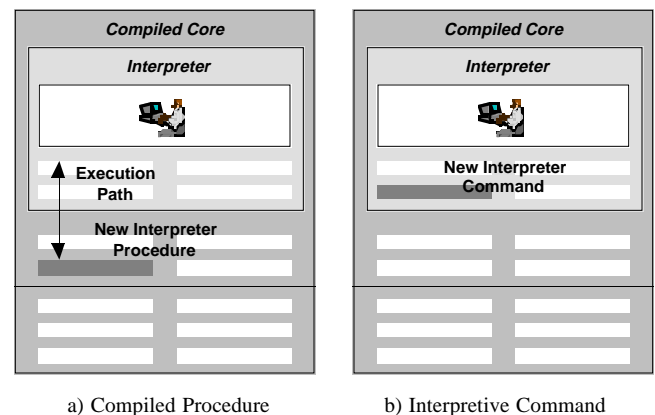 Compiled Core
Interpreter
Execution
Path
New Interpreter
Procedure
a) Compiled Procedure
Compiled Core
Interpreter
New Interpreter
Command
b) Interpretive Command